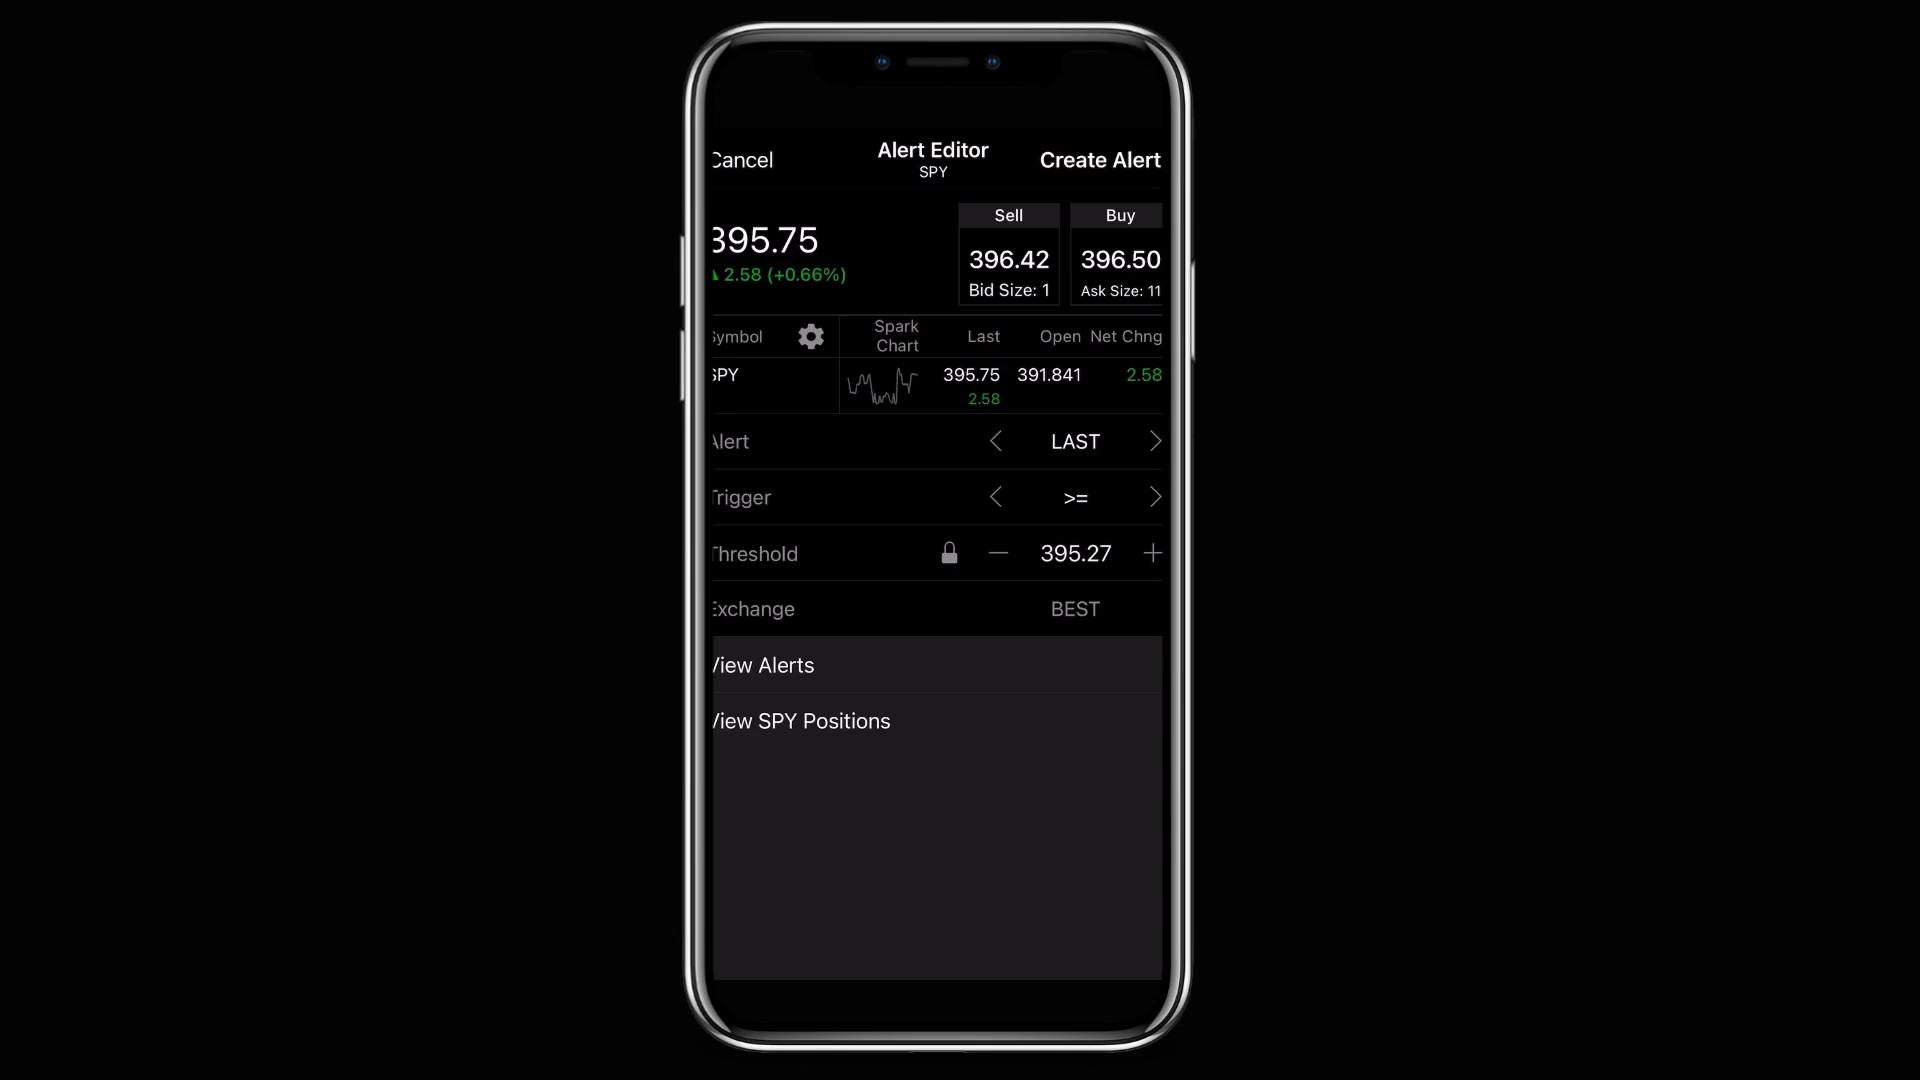 Cancel
Alert Editor
Create Alert
SPY
Sell
Buy
395.75
396.42
396.50
2.58 (+0.66%)
Bid Size: 1
Ask Size: 11
Symbol
Spark
Chart
Last
Open
Net Chng
SPY
395.75
391.841
2.58
2.58
Alert
LAST
Trigger
>=
Threshold
395.27
Exchange
BEST
View Alerts
View SPY Positions